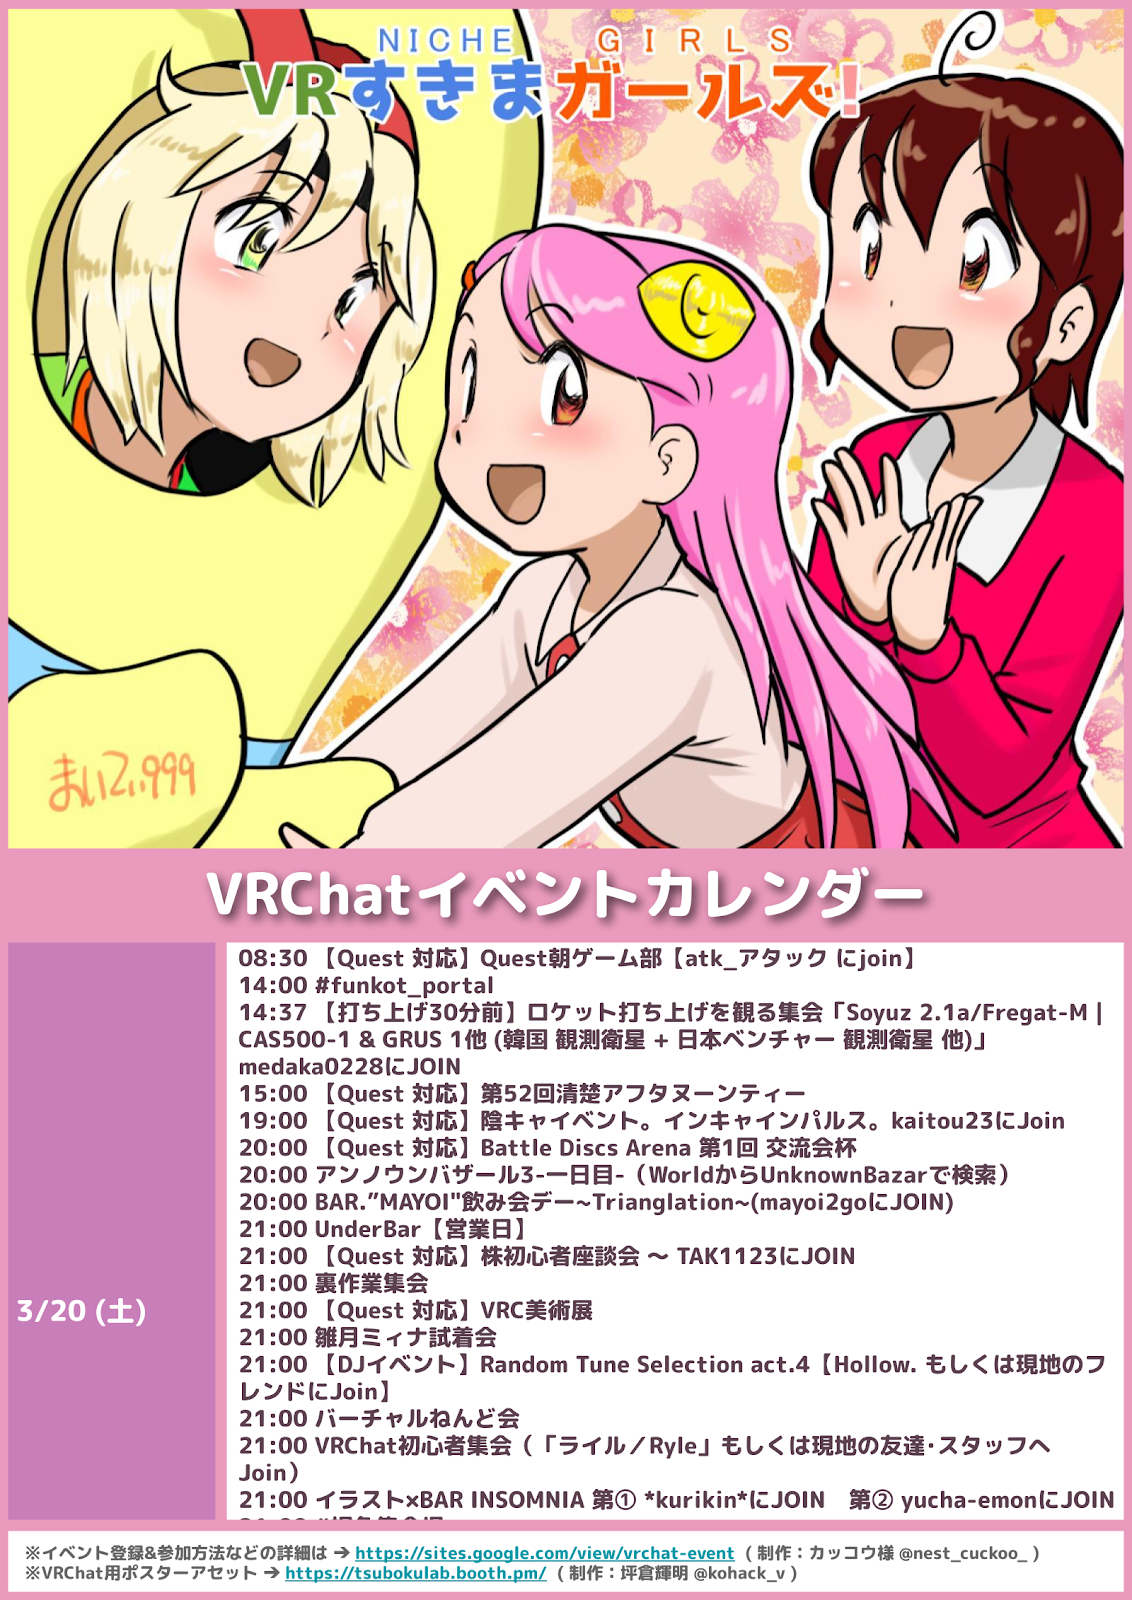 NICHE GIRLS
VRすきまガールズ!
まいてぃ999
VRChatイベントカレンダー
3/20 (土)
08:30 【Quest 対応】Quest朝ゲーム部【atk_アタック にjoin】
14:00 #funkot_portal
14:37 【打ち上げ30分前】ロケット打ち上げを観る集会「Soyuz 2.1a/Fregat-M |
CAS500-1 & GRUS 1他 (韓国 観測衛星 + 日本ベンチャー 観測衛星 他)」
medaka0228にJOIN
15:00 【Quest 対応】第52回清楚アフタヌーンティー
19:00 【Quest 対応】陰キャイベント。インキャインパルス。kaitou23にJoin
20:00 【Quest 対応】Battle Discs Arena 第1回 交流会杯
20:00 アンノウンバザール3-一日目-（WorldからUnknownBazarで検索）
20:00 BAR.”MAYOI"飲み会デー~Trianglation~(mayoi2goにJOIN)
21:00 UnderBar【営業日】
21:00 【Quest 対応】株初心者座談会 〜 TAK1123にJOIN
21:00 裏作業集会
21:00 【Quest 対応】VRC美術展
21:00 雛月ミィナ試着会
21:00 【DJイベント】Random Tune Selection act.4【Hollow. もしくは現地のフ
レンドにJoin】
21:00 バーチャルねんど会
21:00 VRChat初心者集会（「ライル／Ryle」もしくは現地の友達･スタッフへ
Join）
21:00 イラスト×BAR INSOMNIA 第① *kurikin*にJOIN　第② yucha-emonにJOIN
※イベント登録&参加方法などの詳細は ➔ https://sites.google.com/view/vrchat-event ( 制作：カッコウ様 @nest_cuckoo_ )
※VRChat用ポスターアセット ➔ https://tsubokulab.booth.pm/ ( 制作：坪倉輝明 @kohack_v )